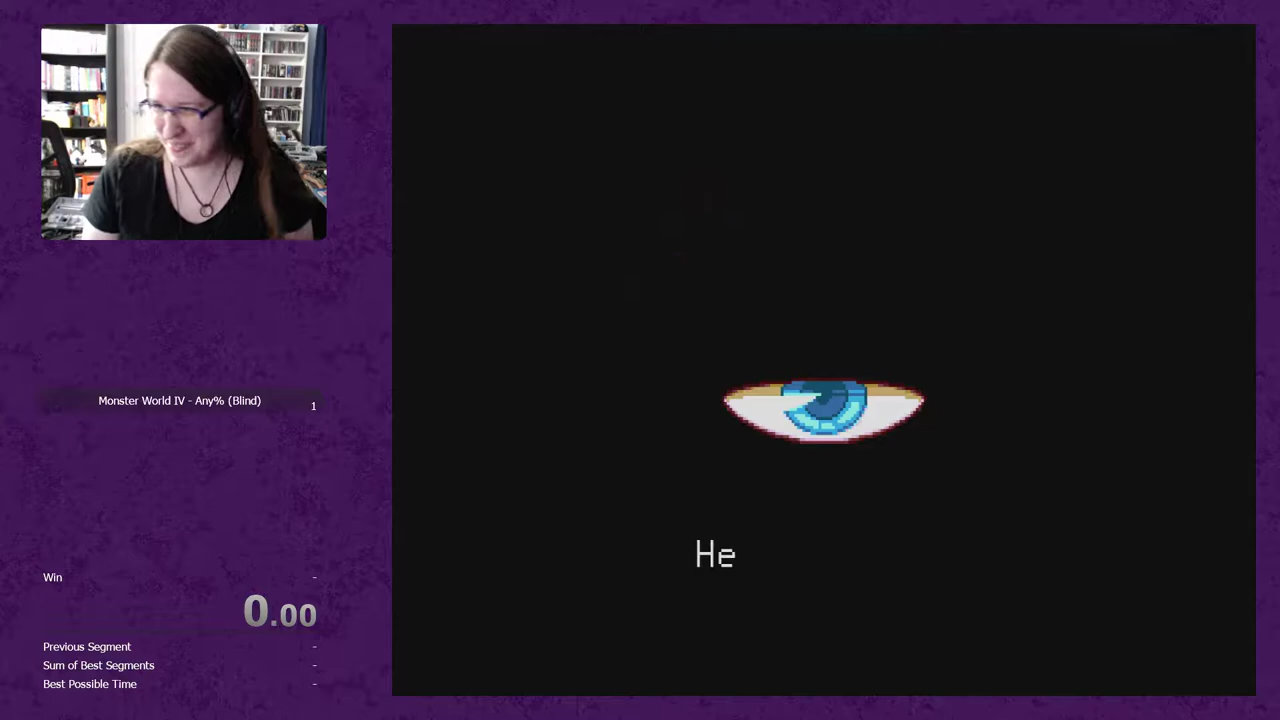 Monster World IV - Any% (Blind)
1
Win -
0.00
Previous Segment -
Sum of Best Segments -
Best Possible Time -
He